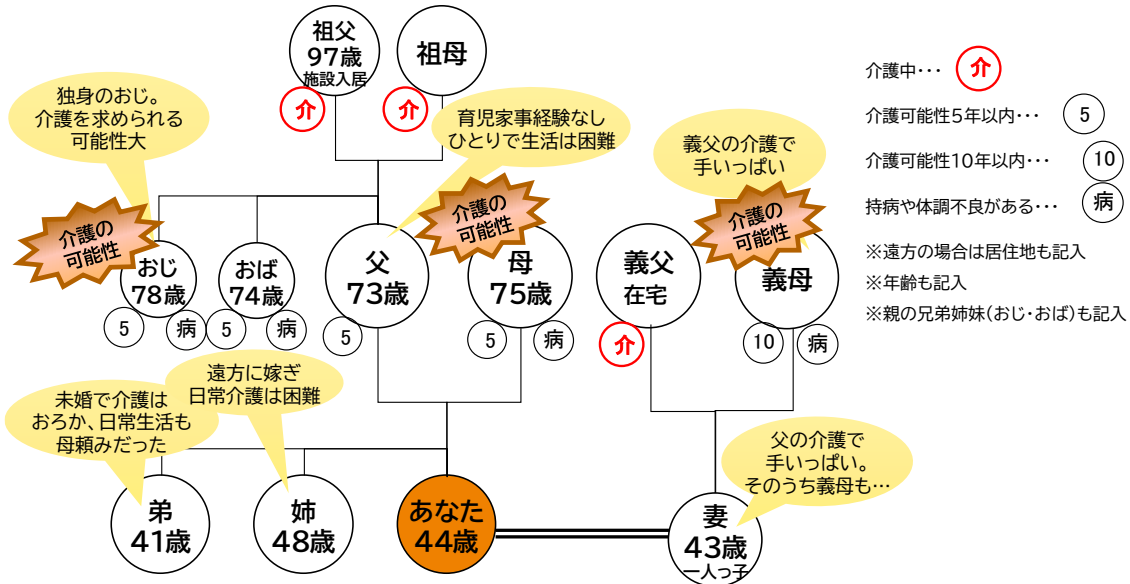 祖父
97歳
施設入居
介
祖母
介
独身のおじ。
介護を求められる
可能性大
育児家事経験なし
ひとりで生活は困難
義父の介護で
手いっぱい
介護の
可能性
おじ
78歳
5
病
おば
74歳
5
病
父
73歳
5
介護の
可能性
母
75歳
5
病
義父
在宅
介
介護の
可能性
義母
10
病
未婚で介護は
おろか、日常生活も
母頼みだった
遠方に嫁ぎ
日常介護は困難
父の介護で
手いっぱい。
そのうち義母も…
弟
41歳
姉
48歳
あなた
44歳
妻
43歳
一人っ子
介護中・・・ 介
介護可能性5年以内・・・ 5
介護可能性10年以内・・・ 10
持病や体調不良がある・・・ 病
※遠方の場合は居住地も記入
※年齢も記入
※親の兄弟姉妹(おじ・おば)も記入